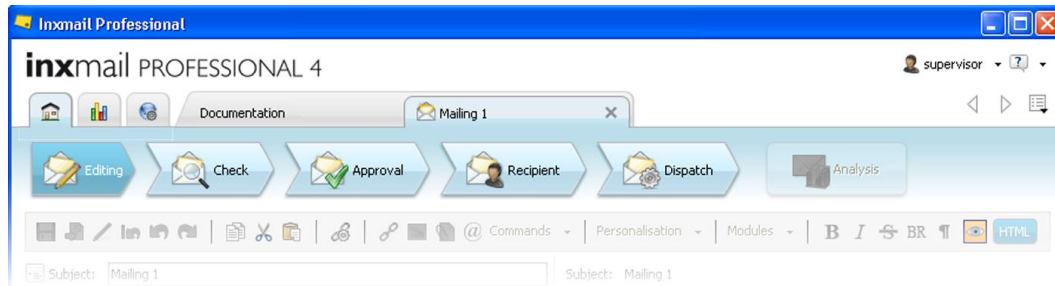 Inxmail Professional
inxmail PROFESSIONAL 4
supervisor ?
Documentation Mailing 1
Editing Check Approval Recipient Dispatch Analysis
@ Commands Personalisation Modules B I S BR ¶ HTML
Subject: Mailing 1 Subject: Mailing 1